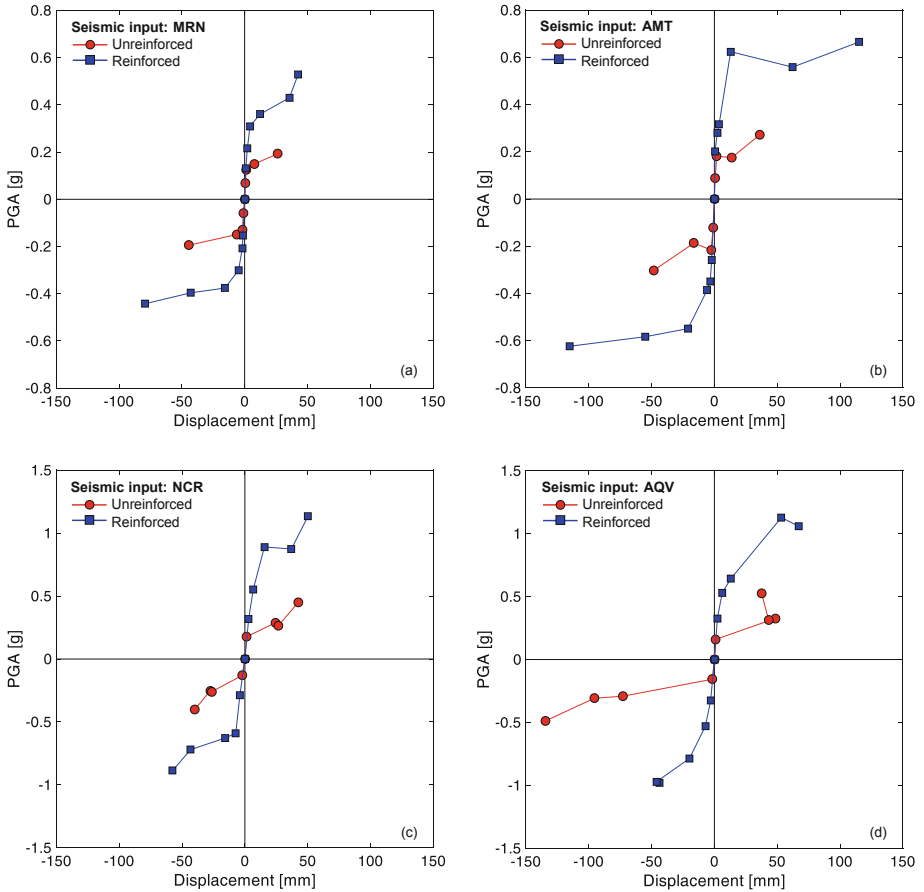 Seismic input: MRN
Unreinforced
Reinforced
0.8
0.6
0.4
0.2
0
-0.2
-0.4
-0.6
-0.8
PGA [g]
(a)
-150 -100 -50 0 50 100 150
Displacement [mm]
Seismic input: AMT
Unreinforced
Reinforced
0.8
0.6
0.4
0.2
0
-0.2
-0.4
-0.6
-0.8
PGA [g]
(b)
-150 -100 -50 0 50 100 150
Displacement [mm]
Seismic input: NCR
Unreinforced
Reinforced
1.5
1
0.5
0
-0.5
-1
-1.5
PGA [g]
(c)
-150 -100 -50 0 50 100 150
Displacement [mm]
Seismic input: AQV
Unreinforced
Reinforced
1.5
1
0.5
0
-0.5
-1
-1.5
PGA [g]
(d)
-150 -100 -50 0 50 100 150
Displacement [mm]